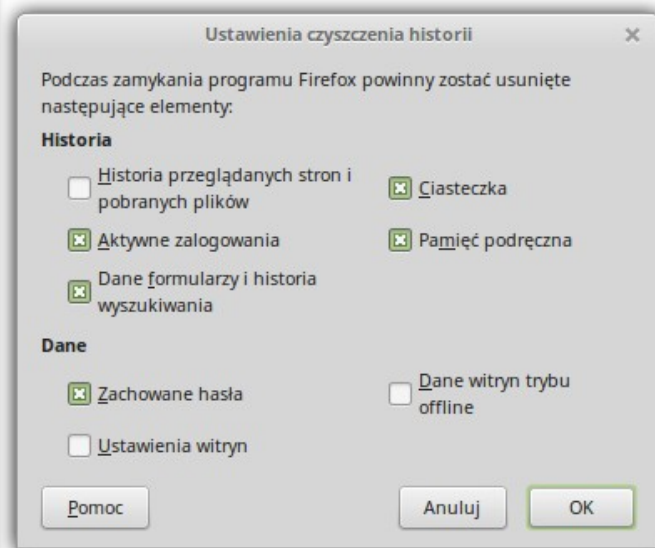 Ustawienia czyszczenia historii
Podczas zamykania programu Firefox powinny zostać usunięte
następujące elementy:
Historia
Historia przeglądanych stron i
pobranych plików
Ciasteczka
Aktywne zalogowania
Pamięć podręczna
Dane formularzy i historia
wyszukiwania
Dane
Zachowane hasła
Dane witryn trybu
offline
Ustawienia witryn
Pomoc
Anuluj
OK